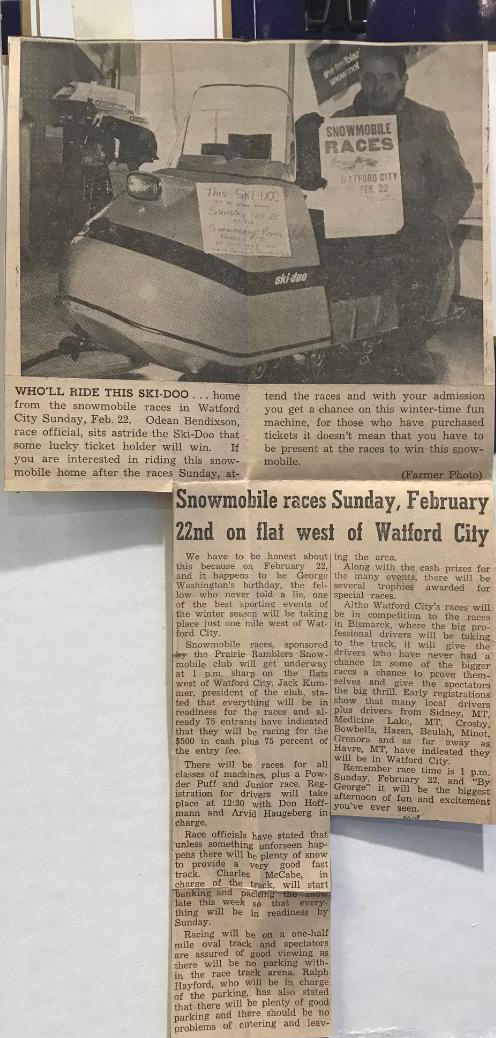 the
snowmob
SNOWMOBILE
RACES
WATFORD CITY
FEB. 22
This SKI-DOO
Sunday Feb 22
Snowmobile Races
ski-doo
WHO'LL RIDE THIS SKI-DOO . . . home
from the snowmobile races in Watford
City Sunday, Feb. 22. Odean Bendixson,
race official, sits astride the Ski-Doo that
some lucky ticket holder will win. If
you are interested in riding this snow-
mobile home after the races Sunday, at-
tend the races and with your admission
you get a chance on this winter-time fun
machine, for those who have purchased
tickets it doesn't mean that you have to
be present at the races to win this snow-
mobile.
(Farmer Photo)
Snowmobile races Sunday, February
22nd on flat west of Watford City
We have to be honest about
this because on February 22,
and it happens to be George
Washington's birthday, the fel-
low who never told a lie, one
of the best sporting events of
the winter season will be taking
place just one mile west of Wat-
ford City.
Snowmobile races, sponsored
by the Prairie Ramblers Snow-
mobile club will get underway
at 1 p.m. sharp on the flats
west of Watford City. Jack Kum-
mer, president of the club, sta-
ted that everything will be in
readiness for the races and al-
ready 75 entrants have indicated
that they will be racing for the
$500 in cash plus 75 percent of
the entry fee.
There will be races for all
classes of machines, plus a Pow-
der Puff and Junior race. Reg-
istration for drivers will take
place at 12:30 with Don Hoff-
mann and Arvid Haugeberg in
charge.
Race officials have stated that
unless something unforseen hap-
pens there will be plenty of snow
to provide a very good fast
track. Charles McCabe, in
charge of the track, will start
banking and packing the snow
late this week so that every-
thing will be in readiness by
Sunday.
Racing will be on a one-half
mile oval track and spectators
are assured of good viewing as
there will be no parking with-
in the race track arena. Ralph
Hayford, who will be in charge
of the parking, has also stated
that there will be plenty of good
parking and there should be no
problems of entering and leav-
ing the area.
Along with the cash prizes for
the many events, there will be
several trophies awarded for
special races.
Altho Watford City's races will
be in competition to the races
in Bismarck, where the big pro-
fessional drivers will be taking
to the track, it will give the
drivers who have never had a
chance in some of the bigger
races a chance to prove them-
selves and give the spectators
the big thrill. Early registrations
show that many local drivers
plus drivers from Sidney, MT,
Medicine Lake, MT, Crosby,
Bowbells, Hazen, Beulah, Minot,
Grenora and as far away as
Havre, MT, have indicated they
will be in Watford City.
Remember race time is 1 p.m.
Sunday, February 22, and "By
George" it will be the biggest
afternoon of fun and excitement
you've ever seen.